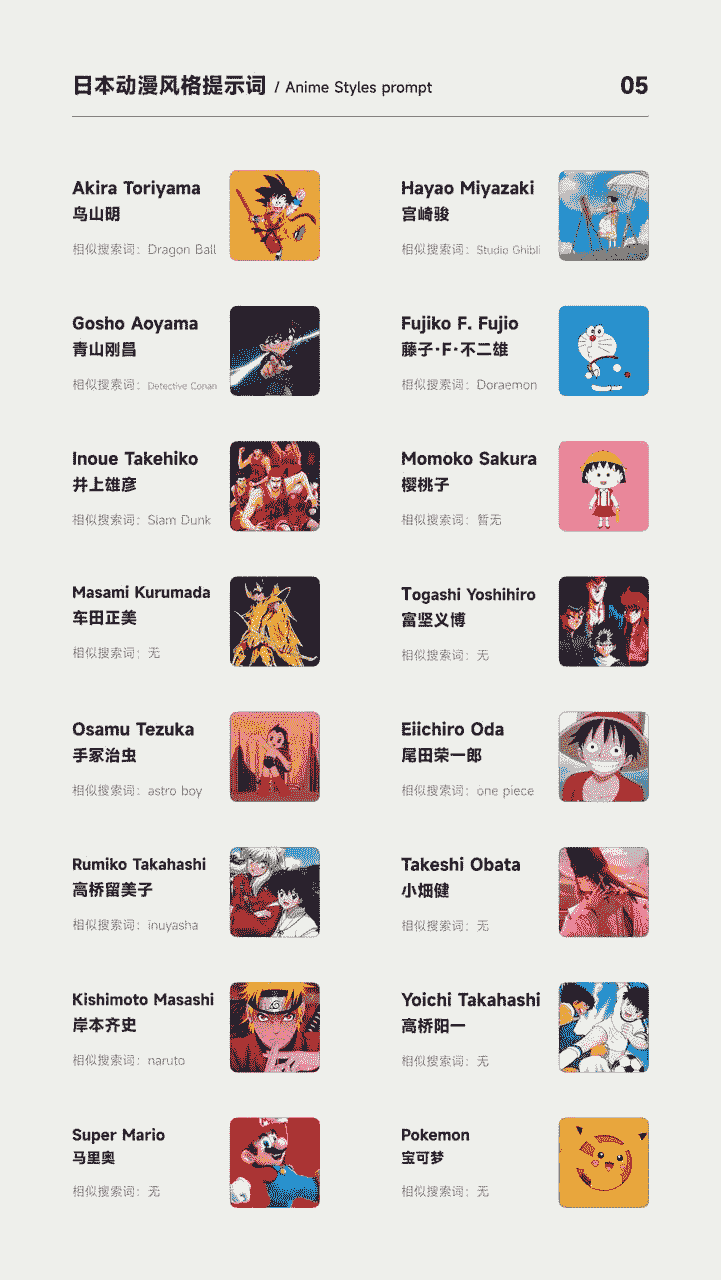 日本动漫风格提示词 / Anime Styles prompt 05
Akira Toriyama
鸟山明
相似搜索词：Dragon Ball
Hayao Miyazaki
宫崎骏
相似搜索词：Studio Ghibli
Gosho Aoyama
青山刚昌
相似搜索词：Detective Conan
Fujiko F. Fujio
藤子·F·不二雄
相似搜索词：Doraemon
Inoue Takehiko
井上雄彦
相似搜索词：Slam Dunk
Momoko Sakura
樱桃子
相似搜索词：暂无
Masami Kurumada
车田正美
相似搜索词：无
Togashi Yoshihiro
富坚义博
相似搜索词：无
Osamu Tezuka
手冢治虫
相似搜索词：astro boy
Eiichiro Oda
尾田荣一郎
相似搜索词：one piece
Rumiko Takahashi
高桥留美子
相似搜索词：inuyasha
Takeshi Obata
小畑健
相似搜索词：无
Kishimoto Masashi
岸本齐史
相似搜索词：naruto
Yoichi Takahashi
高桥阳一
相似搜索词：无
Super Mario
马里奥
相似搜索词：无
Pokemon
宝可梦
相似搜索词：无